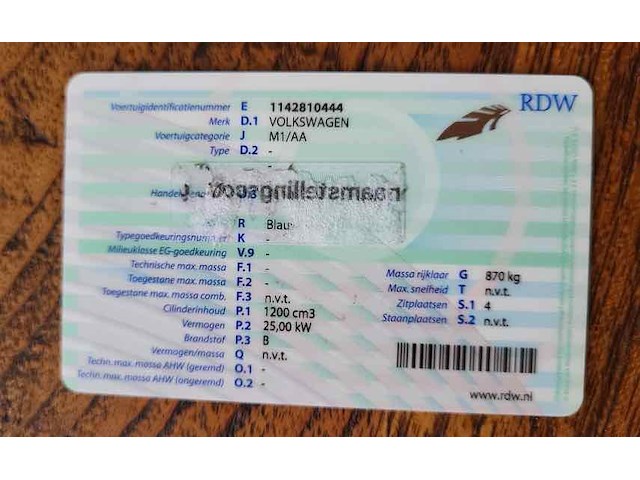 RDW
Voertuigidentificatienummer E 1142810444
Merk D.1 VOLKSWAGEN
Voertuigcategorie J M1/AA
Type D.2 -
R Blauw
Typegoedkeuringsnummer K -
Milieuklasse EG-goedkeuring V.9 -
Technische max. massa F.1 -
Toegestane max. massa F.2 -
Toegestane max. massa comb. F.3 n.v.t.
Cilinderinhoud P.1 1200 cm3
Vermogen P.2 25,00 kW
Brandstof P.3 B
Vermogen/massa Q n.v.t.
Techn. max. massa AHW (geremd) O.1 -
Techn. max. massa AHW (ongeremd) O.2 -
Massa rijklaar G 870 kg
Max. snelheid T n.v.t.
Zitplaatsen S.1 4
Staanplaatsen S.2 n.v.t.
www.rdw.nl